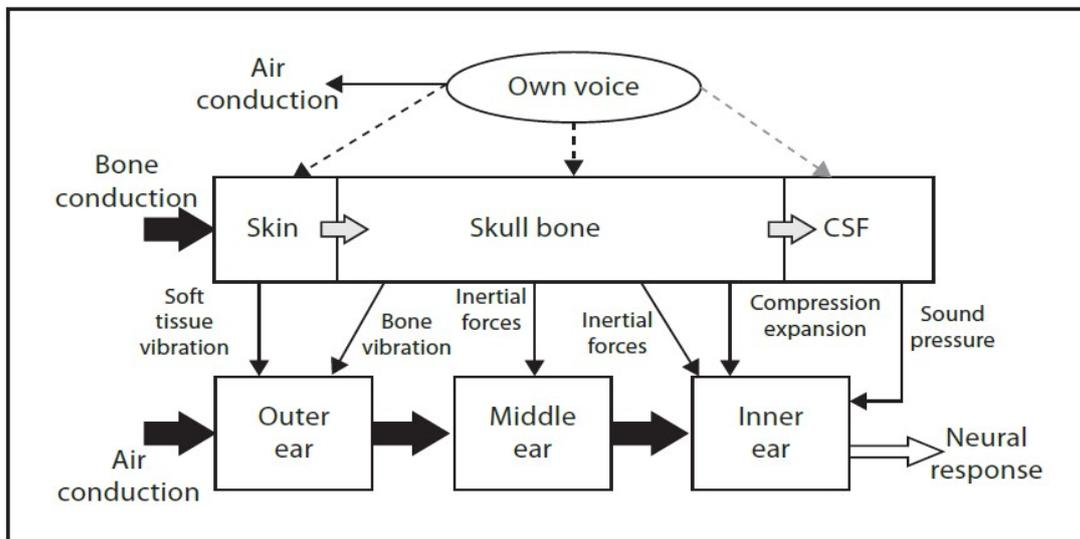 Air
conduction
Own voice
Bone
conduction
Skin
Skull bone
CSF
Soft
tissue
vibration
Bone
vibration
Inertial
forces
Inertial
forces
Compression
expansion
Sound
pressure
Outer
ear
Middle
ear
Inner
ear
Air
conduction
Neural
response